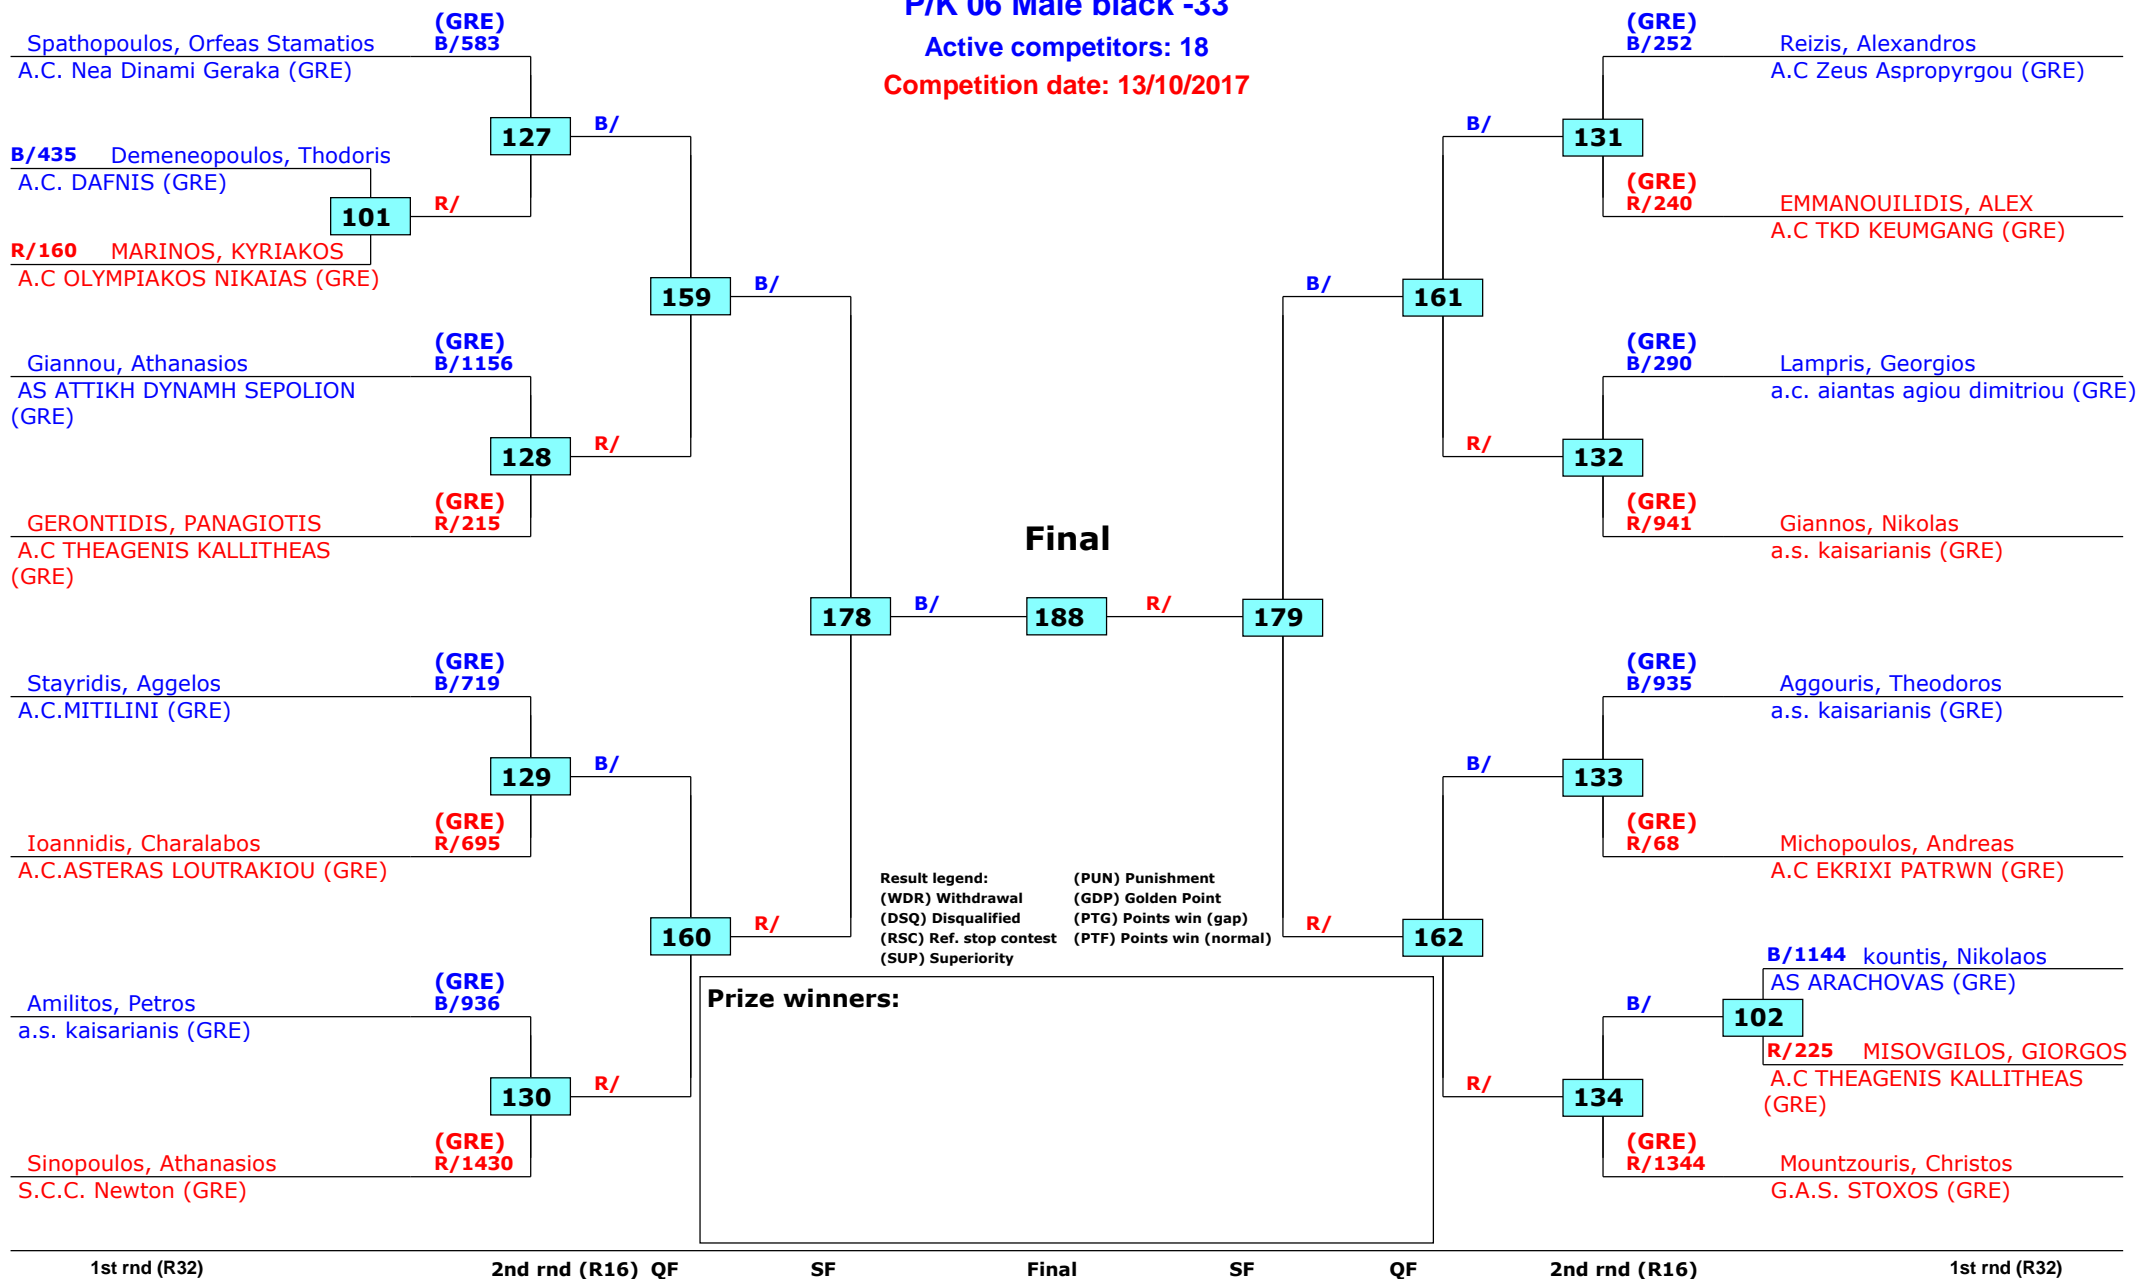 P/K 06 Male black -33
Active competitors: 18
Competition date: 13/10/2017
(GRE)
Spathopoulos, Orfeas Stamatios B/583
A.C. Nea Dinami Geraka (GRE)
127 B/
B/435 Demeneopoulos, Thodoris
A.C. DAFNIS (GRE)
101 R/
R/160 MARINOS, KYRIAKOS
A.C OLYMPIAKOS NIKAIAS (GRE)
159 B/
(GRE)
Giannou, Athanasios B/1156
AS ATTIKH DYNAMH SEPOLION
(GRE)
128 R/
(GRE)
GERONTIDIS, PANAGIOTIS R/215
A.C THEAGENIS KALLITHEAS
(GRE)
178 B/
(GRE)
Stayridis, Aggelos B/719
A.C.MITILINI (GRE)
129 B/
(GRE)
Ioannidis, Charalabos R/695
A.C.ASTERAS LOUTRAKIOU (GRE)
160 R/
(GRE)
Amilitos, Petros B/936
a.s. kaisarianis (GRE)
130 R/
(GRE)
Sinopoulos, Athanasios R/1430
S.C.C. Newton (GRE)
Final
188
(GRE)
B/252 Reizis, Alexandros
A.C Zeus Aspropyrgou (GRE)
B/ 131
(GRE)
R/240 EMMANOUILIDIS, ALEX
A.C TKD KEUMGANG (GRE)
B/ 161
(GRE)
B/290 Lampris, Georgios
a.c. aiantas agiou dimitriou (GRE)
R/ 132
(GRE)
R/941 Giannos, Nikolas
a.s. kaisarianis (GRE)
R/ 179
(GRE)
B/935 Aggouris, Theodoros
a.s. kaisarianis (GRE)
B/ 133
(GRE)
R/68 Michopoulos, Andreas
A.C EKRIXI PATRWN (GRE)
R/ 162
B/1144 kountis, Nikolaos
AS ARACHOVAS (GRE)
B/ 102
R/225 MISOVGILOS, GIORGOS
A.C THEAGENIS KALLITHEAS
(GRE)
R/ 134
(GRE)
R/1344 Mountzouris, Christos
G.A.S. STOXOS (GRE)
Result legend: (PUN) Punishment
(WDR) Withdrawal (GDP) Golden Point
(DSQ) Disqualified (PTG) Points win (gap)
(RSC) Ref. stop contest (PTF) Points win (normal)
(SUP) Superiority
Prize winners:
1st rnd (R32) 2nd rnd (R16) QF SF Final SF QF 2nd rnd (R16) 1st rnd (R32)